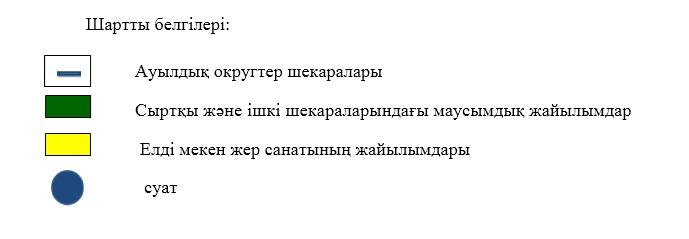 Шартты белгілері:
Ауылдық округтер шекаралары
Сыртқы және ішкі шекараларындағы маусымдық жайылымдар
Елді мекен жер санатының жайылымдары
суат